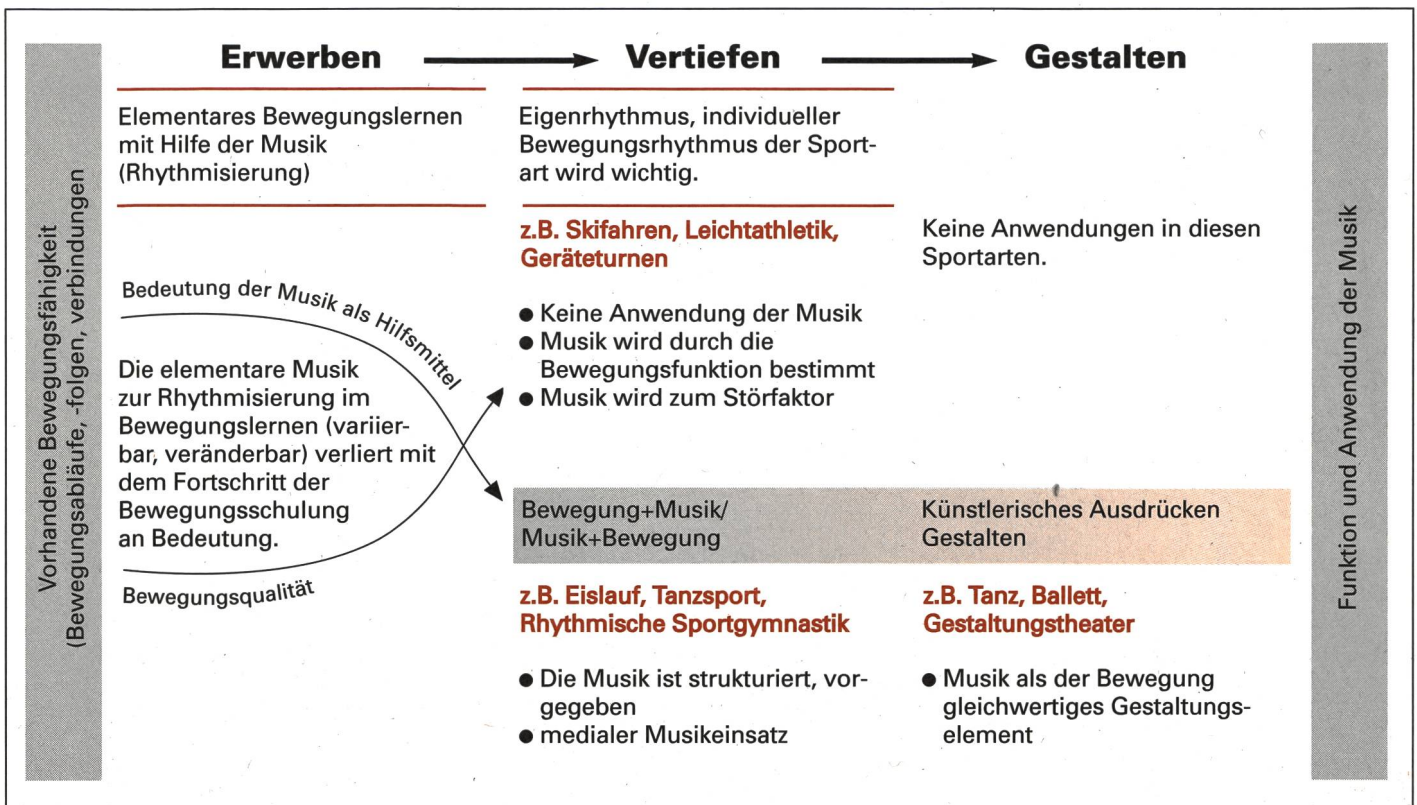 Erwerben
Vertiefen
Gestalten
Vorhandene Bewegungsfähigkeit
(Bewegungsabläufe, -folgen, verbindungen
Elementares Bewegungslernen
mit Hilfe der Musik
(Rhythmisierung)
Bedeutung der Musik als Hilfsmittel
Die elementare Musik
zur Rhythmisierung im
Bewegungslernen (variier-
bar, veränderbar) verliert mit
dem Fortschritt der
Bewegungsschulung
an Bedeutung.
Bewegungsqualität
Eigenrhythmus, individueller
Bewegungsrhythmus der Sport-
art wird wichtig.
z.B. Skifahren, Leichtathletik,
Geräteturnen
● Keine Anwendung der Musik
● Musik wird durch die
Bewegungsfunktion bestimmt
● Musik wird zum Störfaktor
Keine Anwendungen in diesen
Sportarten.
Bewegung+Musik/
Musik+Bewegung
Künstlerisches Ausdrücken
Gestalten
z.B. Eislauf, Tanzsport,
Rhythmische Sportgymnastik
● Die Musik ist strukturiert, vor-
gegeben
● medialer Musikeinsatz
z.B. Tanz, Ballett,
Gestaltungstheater
● Musik als der Bewegung
gleichwertiges Gestaltungs-
element
Funktion und Anwendung der Musik